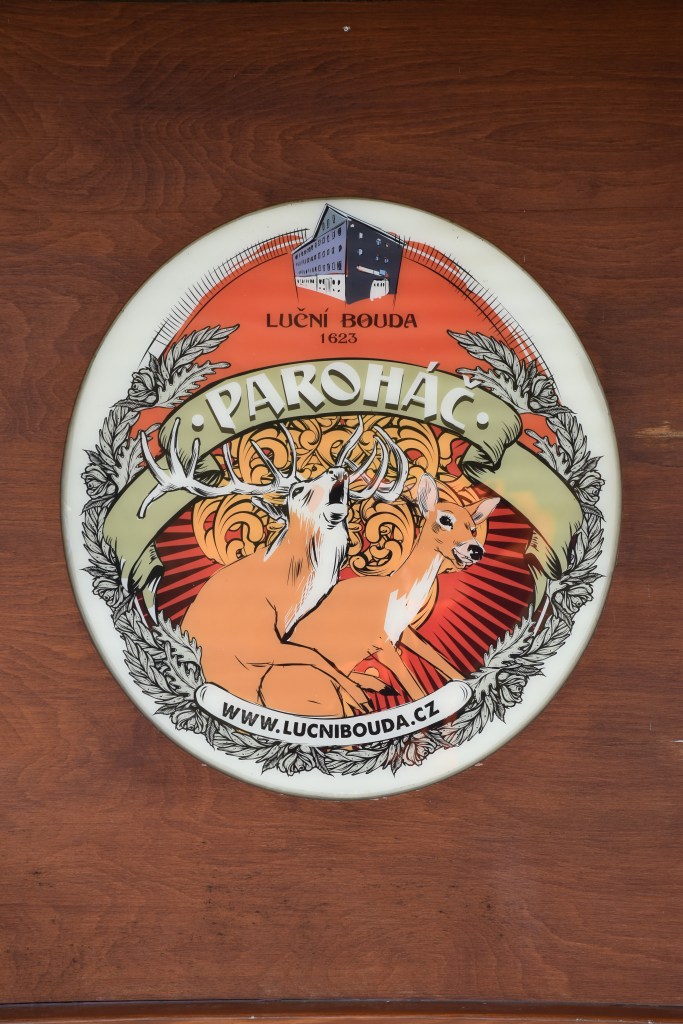 LUČNÍ BOUDA
1623
·PAROHÁČ·
WWW.LUCNIBOUDA.CZ